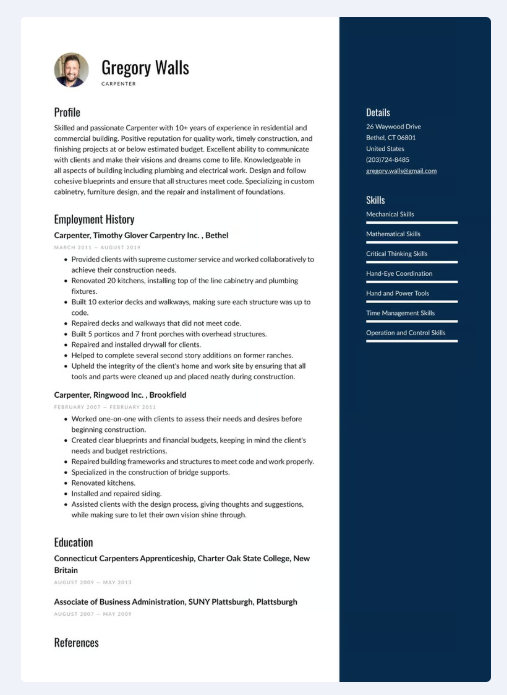 Gregory Walls
CARPENTER
Profile
Skilled and passionate Carpenter with 10+ years of experience in residential and
commercial building. Positive reputation for quality work, timely construction, and
finishing projects at or below estimated budget. Excellent ability to communicate
with clients and make their visions and dreams come to life. Knowledgeable in
all aspects of building including plumbing and electrical work. Design and follow
cohesive blueprints and ensure that all structures meet code. Specializing in custom
cabinetry, furniture design, and the repair and installment of foundations.
Employment History
Carpenter, Timothy Glover Carpentry Inc. , Bethel
MARCH 2011 — AUGUST 2019
• Provided clients with supreme customer service and worked collaboratively to
achieve their construction needs.
• Renovated 20 kitchens, installing top of the line cabinetry and plumbing
fixtures.
• Built 10 exterior decks and walkways, making sure each structure was up to
code.
• Repaired decks and walkways that did not meet code.
• Built 5 porticos and 7 front porches with overhead structures.
• Repaired and installed drywall for clients.
• Helped to complete several second story additions on former ranches.
• Upheld the integrity of the client's home and work site by ensuring that all
tools and parts were cleaned up and placed neatly during construction.
Carpenter, Ringwood Inc. , Brookfield
FEBRUARY 2007 — FEBRUARY 2011
• Worked one-on-one with clients to assess their needs and desires before
beginning construction.
• Created clear blueprints and financial budgets, keeping in mind the client's
needs and budget restrictions.
• Repaired building frameworks and structures to meet code and work properly.
• Specialized in the construction of bridge supports.
• Renovated kitchens.
• Installed and repaired siding.
• Assisted clients with the design process, giving thoughts and suggestions,
while making sure to let their own vision shine through.
Education
Connecticut Carpenters Apprenticeship, Charter Oak State College, New
Britain
AUGUST 2009 — MAY 2013
Associate of Business Administration, SUNY Plattsburgh, Plattsburgh
AUGUST 2007 — MAY 2009
References
Details
26 Waywood Drive
Bethel, CT 06801
United States
(203)724-8485
gregory.walls@gmail.com
Skills
Mechanical Skills
Mathematical Skills
Critical Thinking Skills
Hand-Eye Coordination
Hand and Power Tools
Time Management Skills
Operation and Control Skills